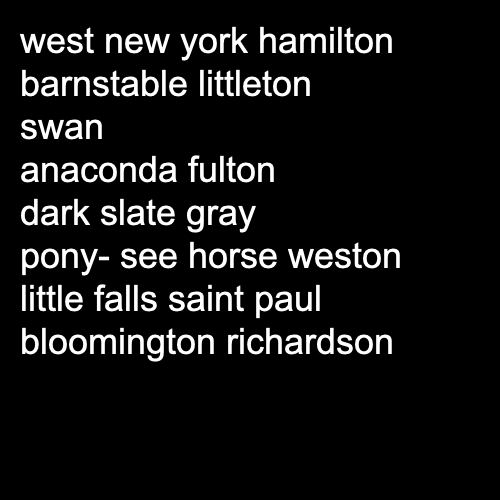 west new york hamilton
barnstable littleton
swan
anaconda fulton
dark slate gray
pony- see horse weston
little falls saint paul
bloomington richardson